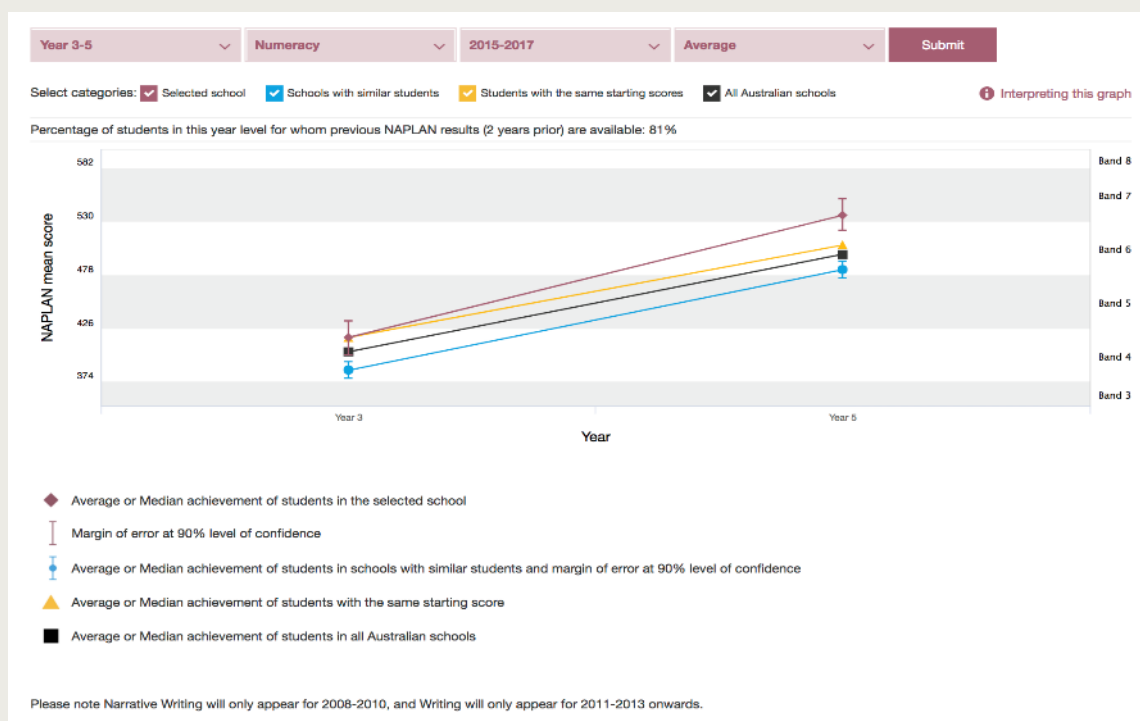 Year 3-5 Numeracy 2015-2017 Average Submit
Select categories: Selected school Schools with similar students Students with the same starting scores All Australian schools Interpreting this graph
Percentage of students in this year level for whom previous NAPLAN results (2 years prior) are available: 81%
582 Band 8
Band 7
530
Band 6
478
Band 5
426
Band 4
374
Band 3
NAPLAN mean score
Year 3 Year 5
Year
Average or Median achievement of students in the selected school
Margin of error at 90% level of confidence
Average or Median achievement of students in schools with similar students and margin of error at 90% level of confidence
Average or Median achievement of students with the same starting score
Average or Median achievement of students in all Australian schools
Please note Narrative Writing will only appear for 2008-2010, and Writing will only appear for 2011-2013 onwards.